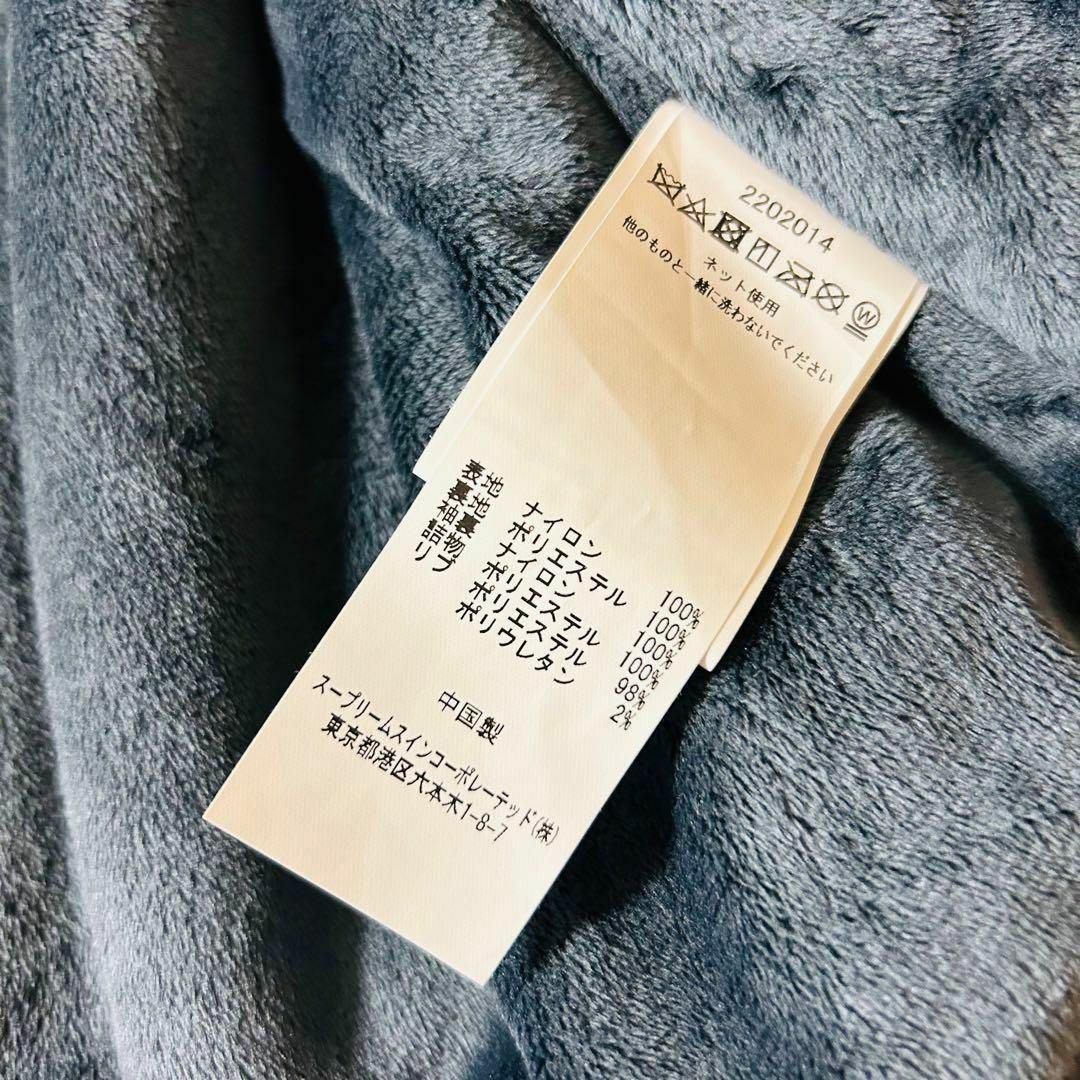 2202014
W
ネット使用
他のものと一緒に洗わないでください
表地 ナイロン 100%
裏地 ポリエステル 100%
袖裏 ナイロン 100%
詰物 ポリエステル 100%
リブ ポリエステル 98%
ポリウレタン 2%
中国製
スープリームスインコーポレーテッド(株)
東京都港区六本木1-8-7